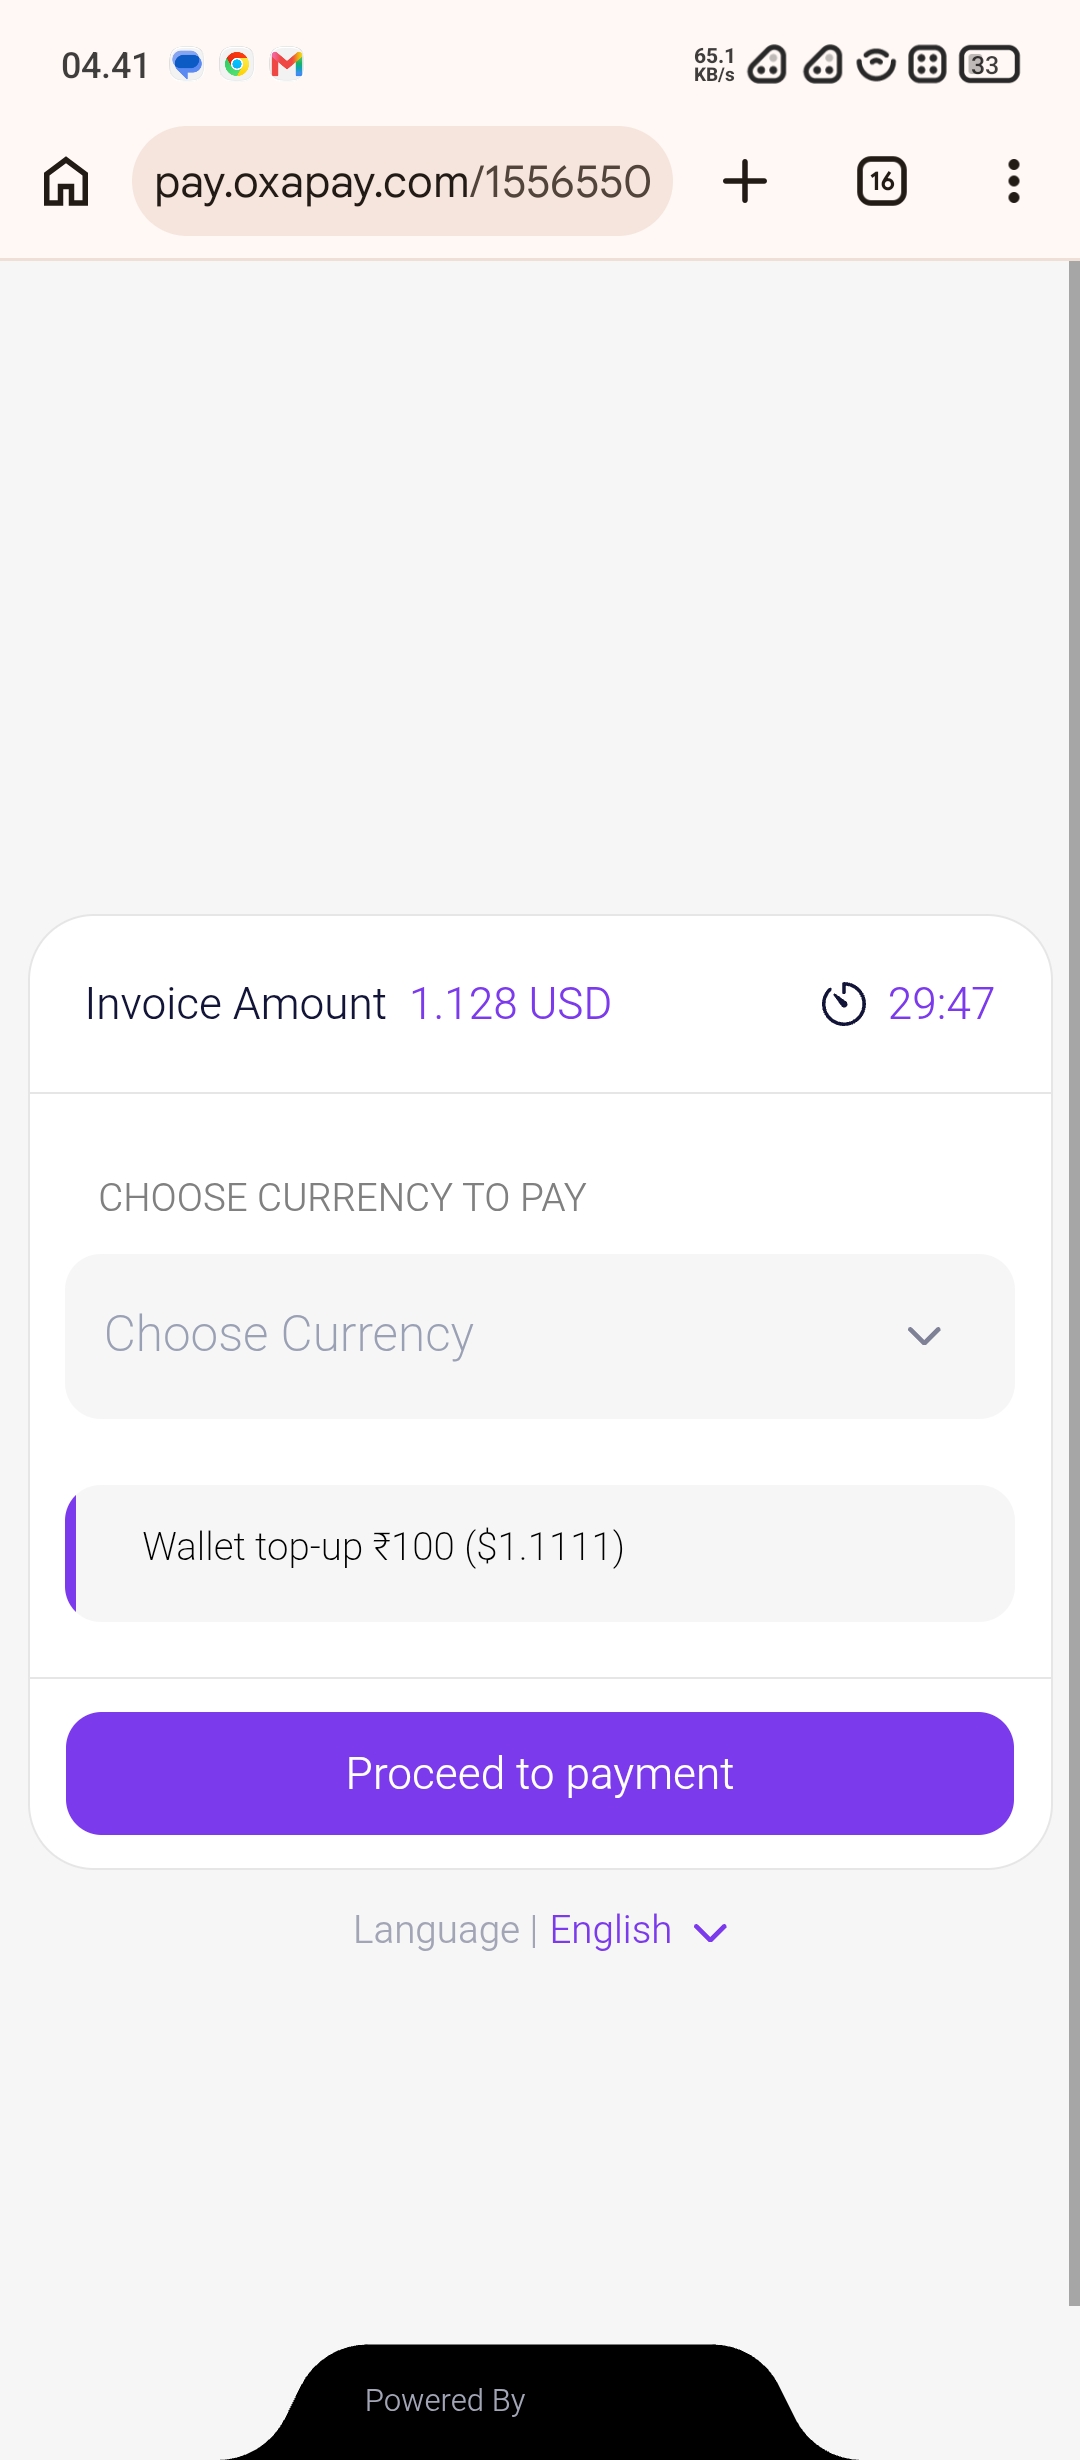 04.41
65.1
KB/s
33
pay.oxapay.com/1556550
16
Invoice Amount 1.128 USD
29:47
CHOOSE CURRENCY TO PAY
Choose Currency
Wallet top-up ₹100 ($1.1111)
Proceed to payment
Language | English
Powered By